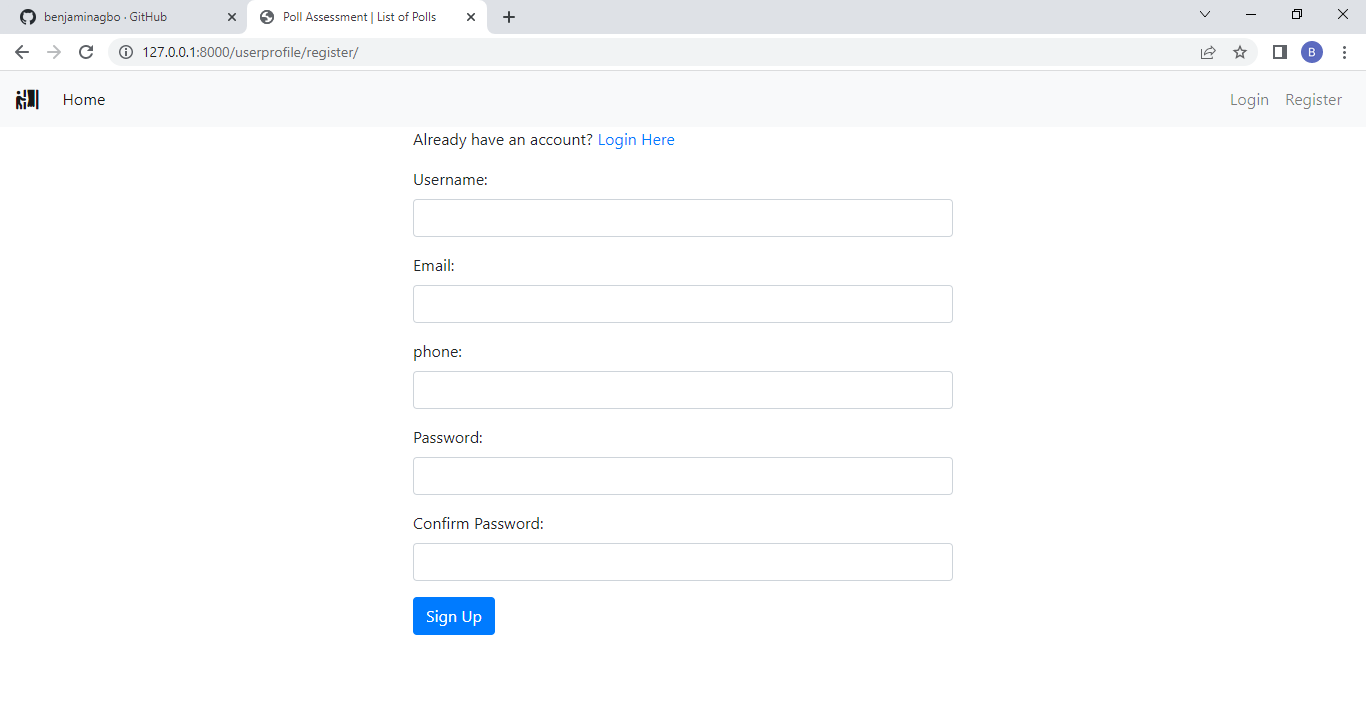 benjaminagbo · GitHub
Poll Assessment | List of Polls
127.0.0.1:8000/userprofile/register/
B
Home
Login
Register
Already have an account? Login Here
Username:
Email:
phone:
Password:
Confirm Password:
Sign Up